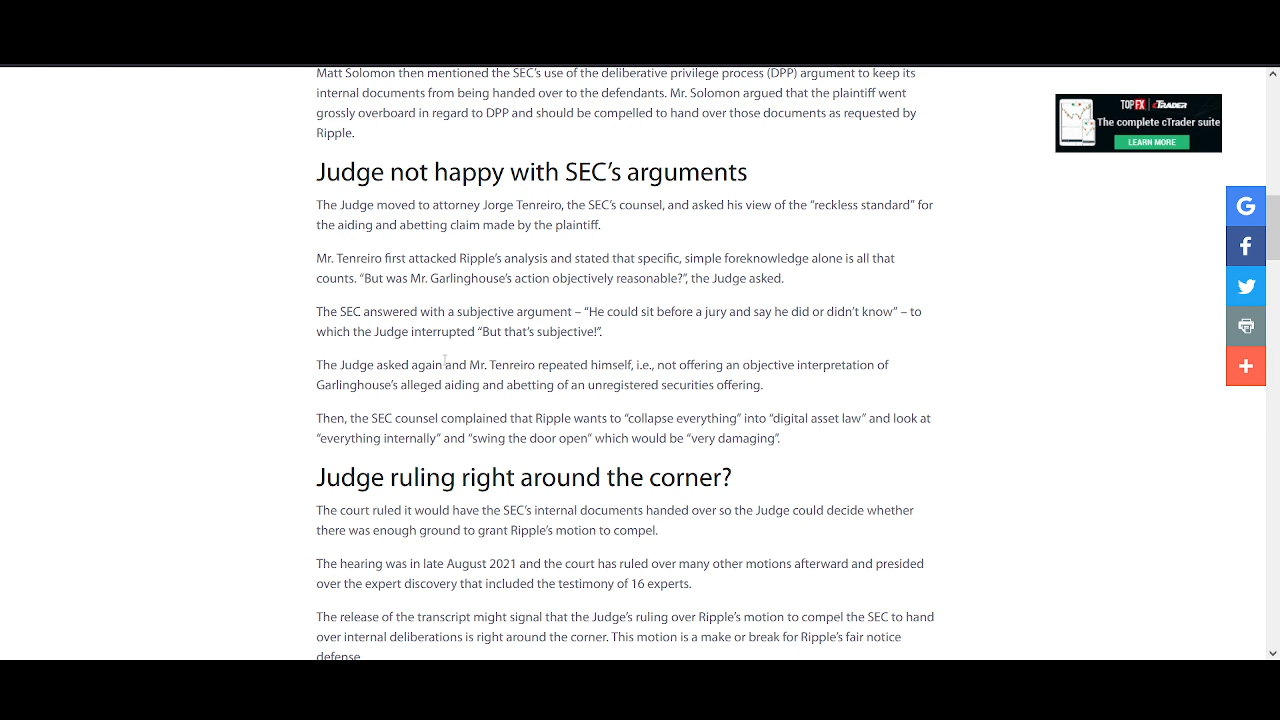 Matt Solomon then mentioned the SEC’s use of the deliberative privilege process (DPP) argument to keep its
internal documents from being handed over to the defendants. Mr. Solomon argued that the plaintiff went
grossly overboard in regard to DPP and should be compelled to hand over those documents as requested by
Ripple.
Judge not happy with SEC’s arguments
The Judge moved to attorney Jorge Tenreiro, the SEC’s counsel, and asked his view of the “reckless standard” for
the aiding and abetting claim made by the plaintiff.
Mr. Tenreiro first attacked Ripple’s analysis and stated that specific, simple foreknowledge alone is all that
counts. “But was Mr. Garlinghouse’s action objectively reasonable?”, the Judge asked.
The SEC answered with a subjective argument – “He could sit before a jury and say he did or didn’t know” – to
which the Judge interrupted “But that’s subjective!”.
The Judge asked again and Mr. Tenreiro repeated himself, i.e., not offering an objective interpretation of
Garlinghouse’s alleged aiding and abetting of an unregistered securities offering.
Then, the SEC counsel complained that Ripple wants to “collapse everything” into “digital asset law” and look at
“everything internally” and “swing the door open” which would be “very damaging”.
Judge ruling right around the corner?
The court ruled it would have the SEC’s internal documents handed over so the Judge could decide whether
there was enough ground to grant Ripple’s motion to compel.
The hearing was in late August 2021 and the court has ruled over many other motions afterward and presided
over the expert discovery that included the testimony of 16 experts.
The release of the transcript might signal that the Judge’s ruling over Ripple’s motion to compel the SEC to hand
over internal deliberations is right around the corner. This motion is a make or break for Ripple’s fair notice
defense.
TOPFX | cTRADER
The complete cTrader suite
LEARN MORE